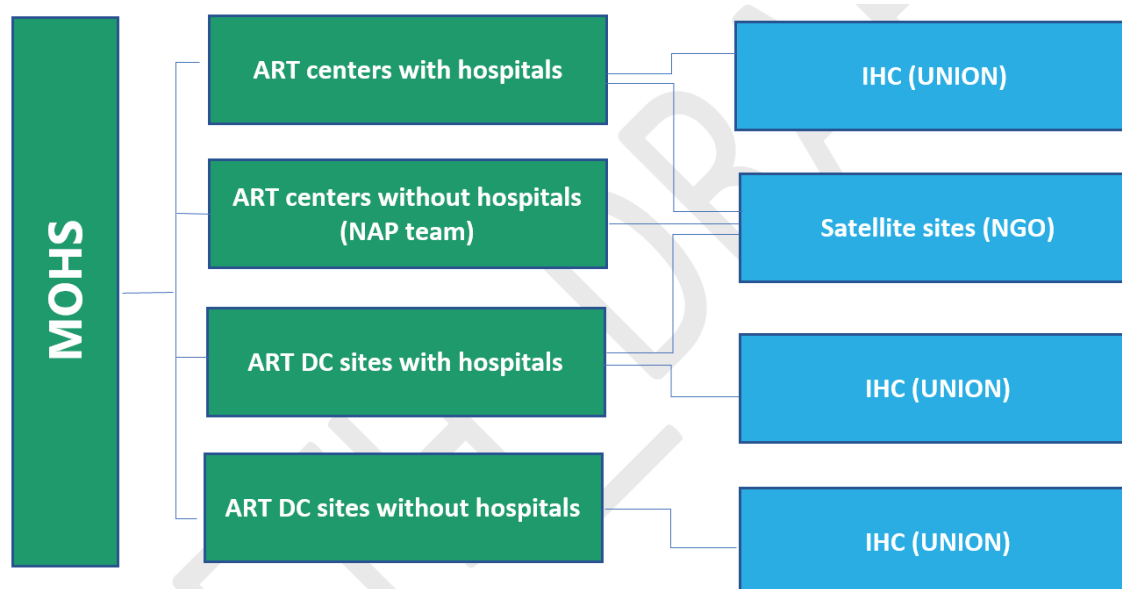 MOHS
ART centers with hospitals
ART centers without hospitals
(NAP team)
ART DC sites with hospitals
ART DC sites without hospitals
IHC (UNION)
Satellite sites (NGO)
IHC (UNION)
IHC (UNION)